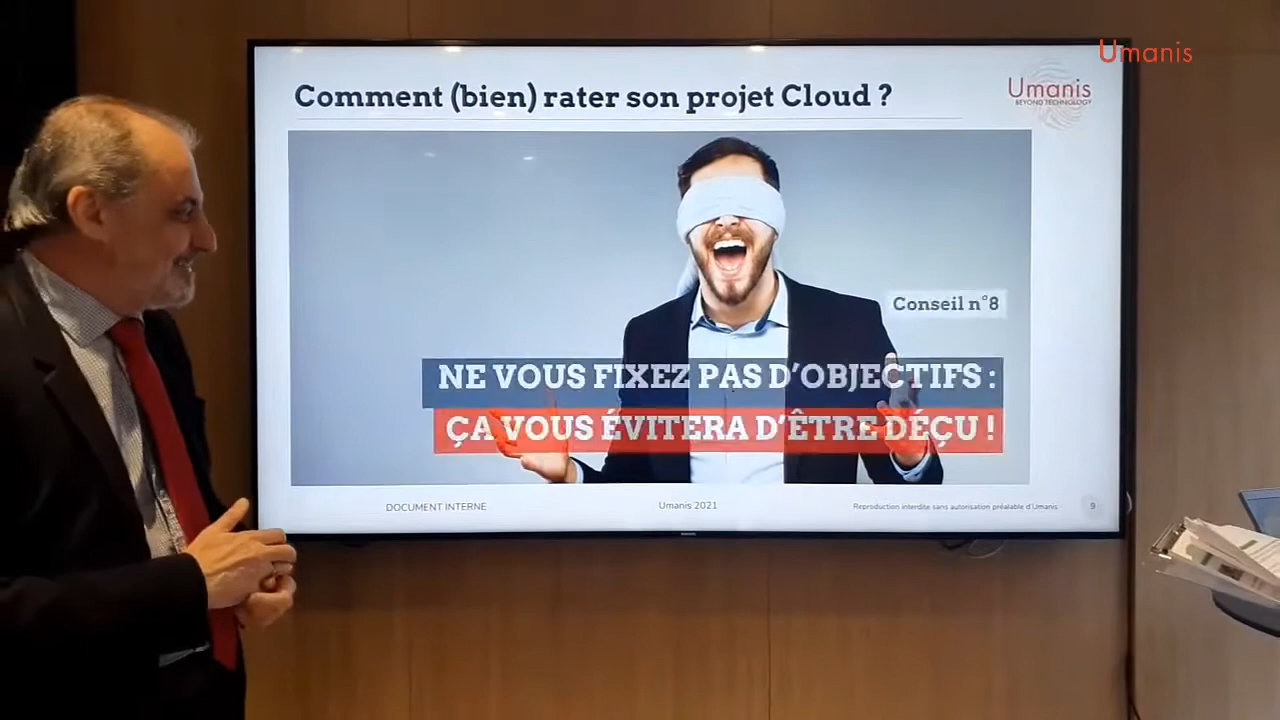 Umanis
Comment (bien) rater son projet Cloud ?
Umanis
BEYOND TECHNOLOGY
Conseil n°8
NE VOUS FIXEZ PAS D'OBJECTIFS :
ÇA VOUS ÉVITERA D'ÊTRE DÉÇU !
DOCUMENT INTERNE
Umanis 2021
Reproduction interdite sans autorisation préalable d'Umanis
9